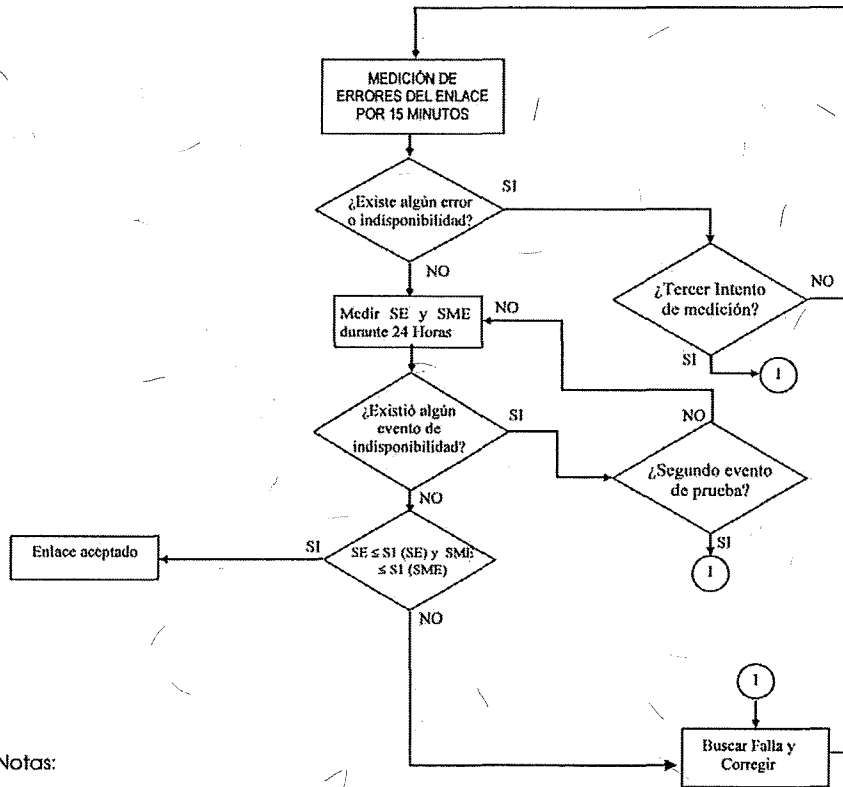 MEDICIÓN DE
ERRORES DEL ENLACE
POR 15 MINUTOS
¿Existe algún error
o indisponibilidad?
SI
NO
¿Tercer Intento
de medición?
NO
SI
1
Medir SE y SME
durante 24 Horas
NO
¿Existió algún
evento de
indisponibilidad?
SI
NO
NO
¿Segundo evento
de prueba?
SI
1
SE ≤ S1 (SE) y SME
≤ S1 (SME)
SI
Enlace aceptado
NO
1
Buscar Falla y
Corregir
Notas: